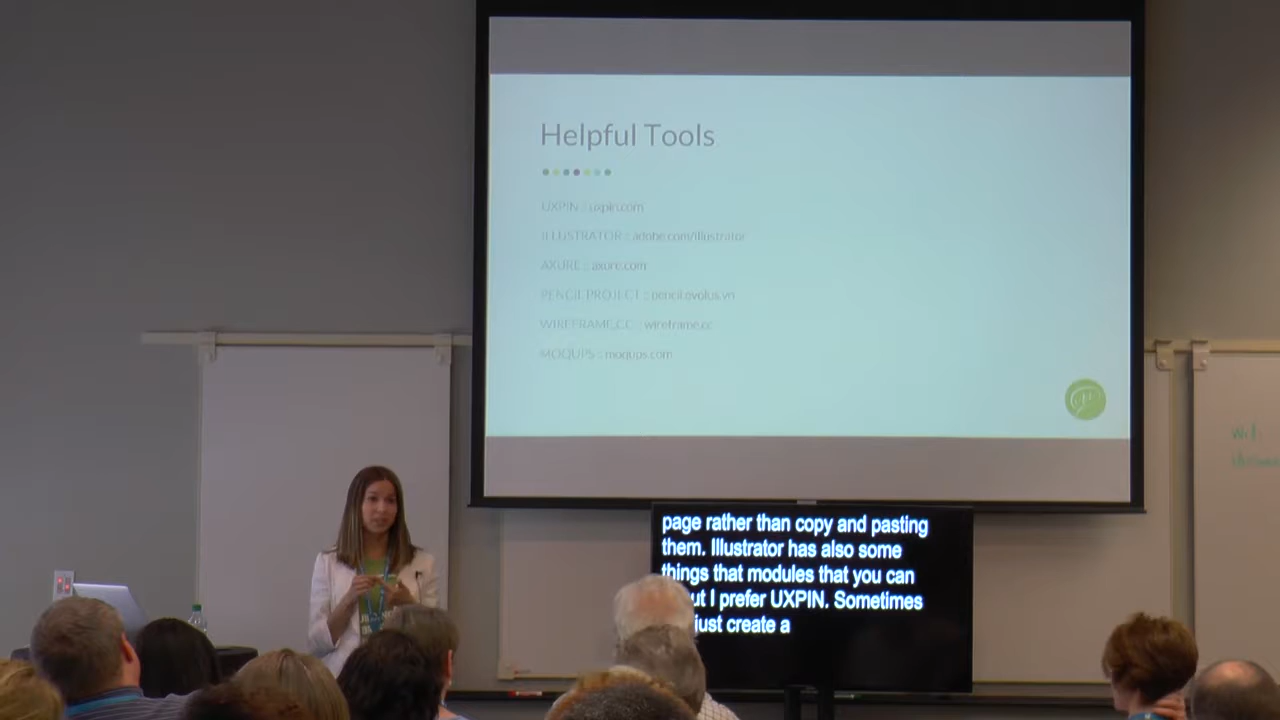 Helpful Tools
UXPIN : uxpin.com
ILLUSTRATOR : adobe.com/illustrator
AXURE : axure.com
PENCIL PROJECT : pencil.evolus.vn
WIREFRAME.CC : wireframe.cc
MOQUPS : moqups.com
page rather than copy and pasting
them. Illustrator has also some
things that modules that you can
I prefer UXPIN. Sometimes
just create a